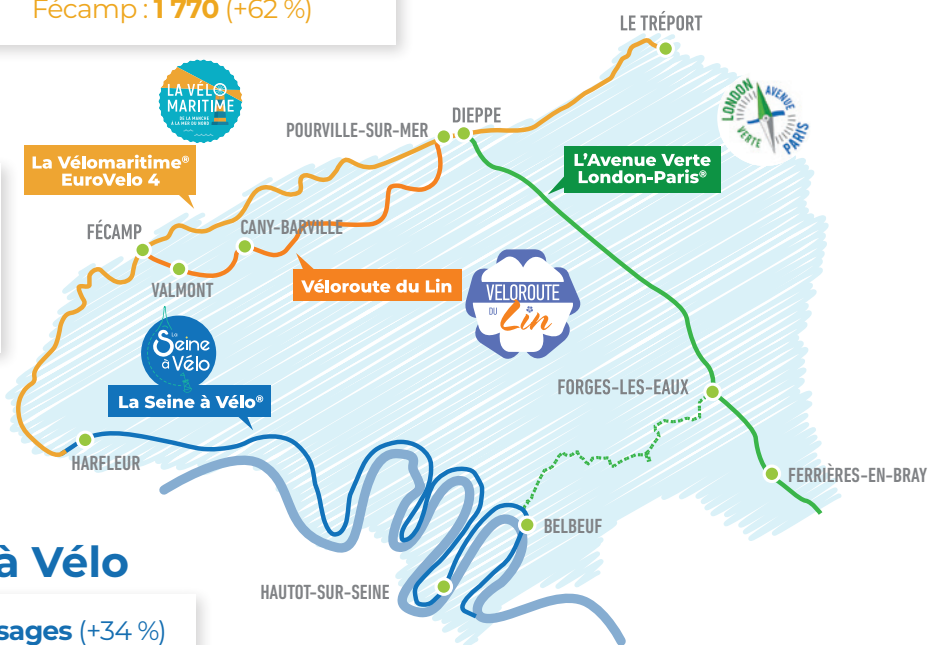 Fécamp : 1 770 (+62 %)
LE TRÉPORT
LA VÉLO
MARITIME
DE LA MANCHE
À LA MER DU NORD
LONDON
AVENUE
VERTE
PARIS
DIEPPE
POURVILLE-SUR-MER
La Vélomaritime®
EuroVelo 4
L'Avenue Verte
London-Paris®
FÉCAMP
CANY-BARVILLE
VALMONT
Véloroute du Lin
VELOROUTE
DU
Lin
La
Seine
à Vélo
La Seine à Vélo®
FORGES-LES-EAUX
HARFLEUR
FERRIÈRES-EN-BRAY
BELBEUF
à Vélo
HAUTOT-SUR-SEINE
sages (+34 %)